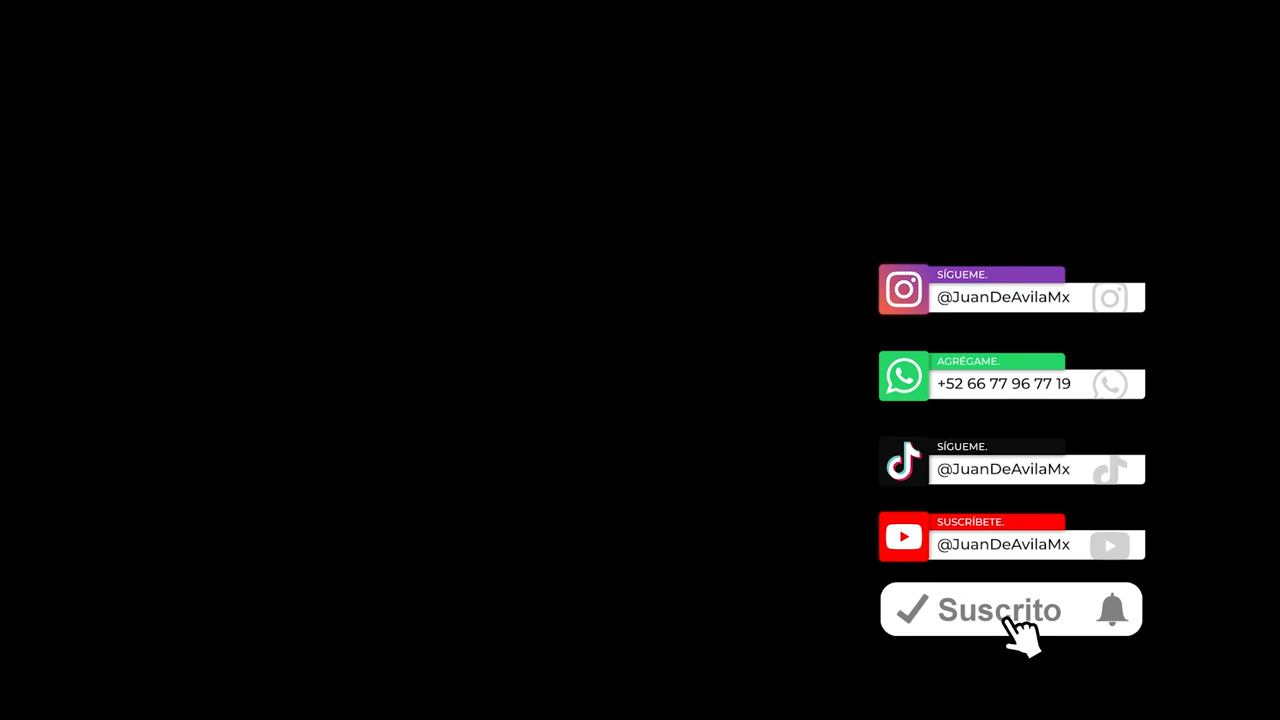 SÍGUEME.
@JuanDeAvilaMx
AGRÉGAME.
+52 66 77 96 77 19
SÍGUEME.
@JuanDeAvilaMx
SUSCRÍBETE.
@JuanDeAvilaMx
Suscrito